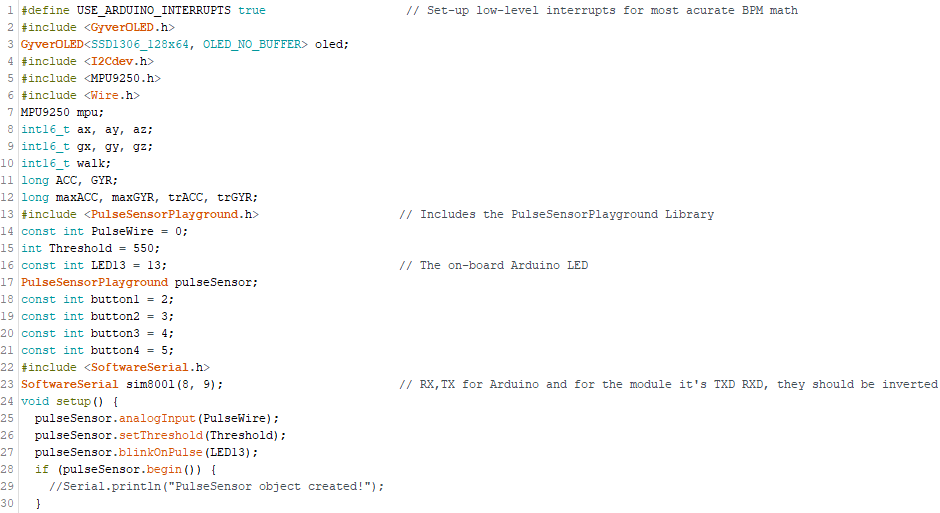 1 #define USE_ARDUINO_INTERRUPTS true // Set-up low-level interrupts for most acurate BPM math
2 #include <GyverOLED.h>
3 GyverOLED<SSD1306_128x64, OLED_NO_BUFFER> oled;
4 #include <I2Cdev.h>
5 #include <MPU9250.h>
6 #include <Wire.h>
7 MPU9250 mpu;
8 int16_t ax, ay, az;
9 int16_t gx, gy, gz;
10 int16_t walk;
11 long ACC, GYR;
12 long maxACC, maxGYR, trACC, trGYR;
13 #include <PulseSensorPlayground.h> // Includes the PulseSensorPlayground Library
14 const int PulseWire = 0;
15 int Threshold = 550;
16 const int LED13 = 13; // The on-board Arduino LED
17 PulseSensorPlayground pulseSensor;
18 const int button1 = 2;
19 const int button2 = 3;
20 const int button3 = 4;
21 const int button4 = 5;
22 #include <SoftwareSerial.h>
23 SoftwareSerial sim800l(8, 9); // RX,TX for Arduino and for the module it's TXD RXD, they should be inverted
24 void setup() {
25 pulseSensor.analogInput(PulseWire);
26 pulseSensor.setThreshold(Threshold);
27 pulseSensor.blinkOnPulse(LED13);
28 if (pulseSensor.begin()) {
29 //Serial.println("PulseSensor object created!");
30 }